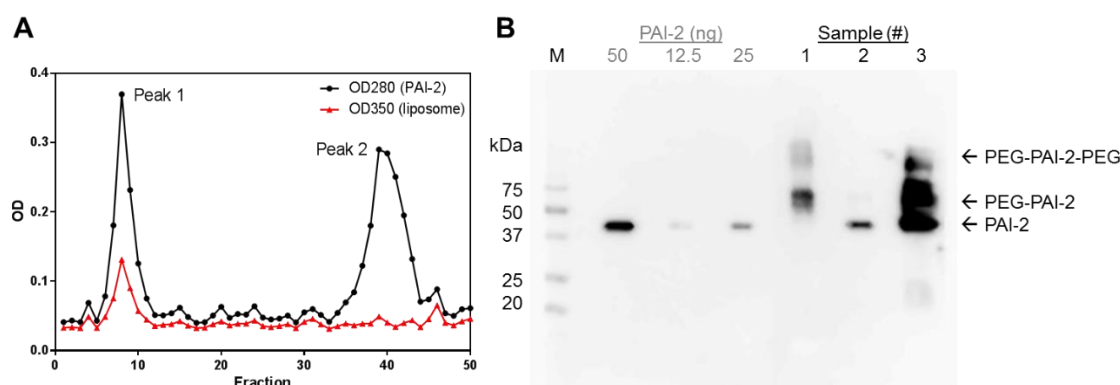 A
0.4
0.3
0.2
0.1
0.0
OD
Peak 1
Peak 2
OD280 (PAI-2)
OD350 (liposome)
0 10 20 30 40 50
Fraction
B
PAI-2 (ng) Sample (#)
M 50 12.5 25 1 2 3
kDa
75
50
37
25
20
← PEG-PAI-2-PEG
← PEG-PAI-2
← PAI-2